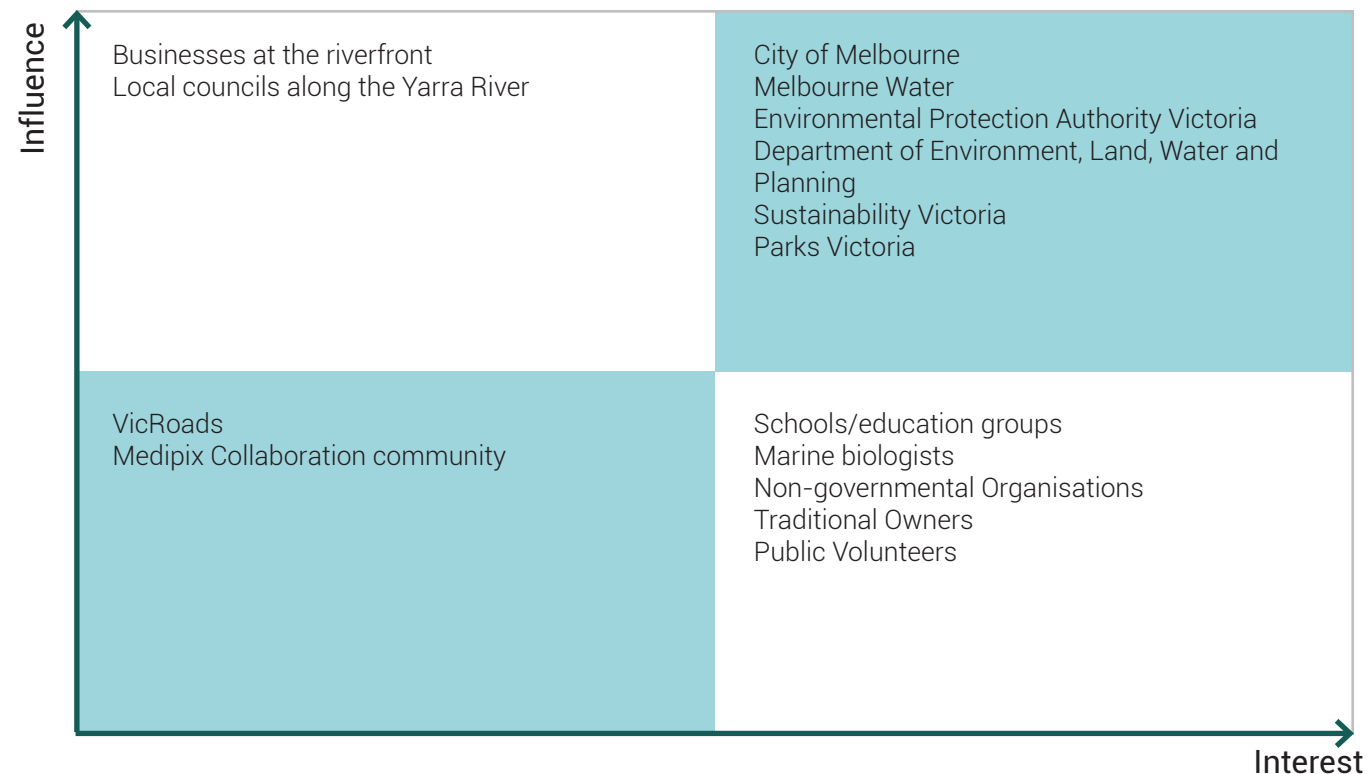 Influence
Businesses at the riverfront
Local councils along the Yarra River
City of Melbourne
Melbourne Water
Environmental Protection Authority Victoria
Department of Environment, Land, Water and
Planning
Sustainability Victoria
Parks Victoria
VicRoads
Medipix Collaboration community
Schools/education groups
Marine biologists
Non-governmental Organisations
Traditional Owners
Public Volunteers
Interest